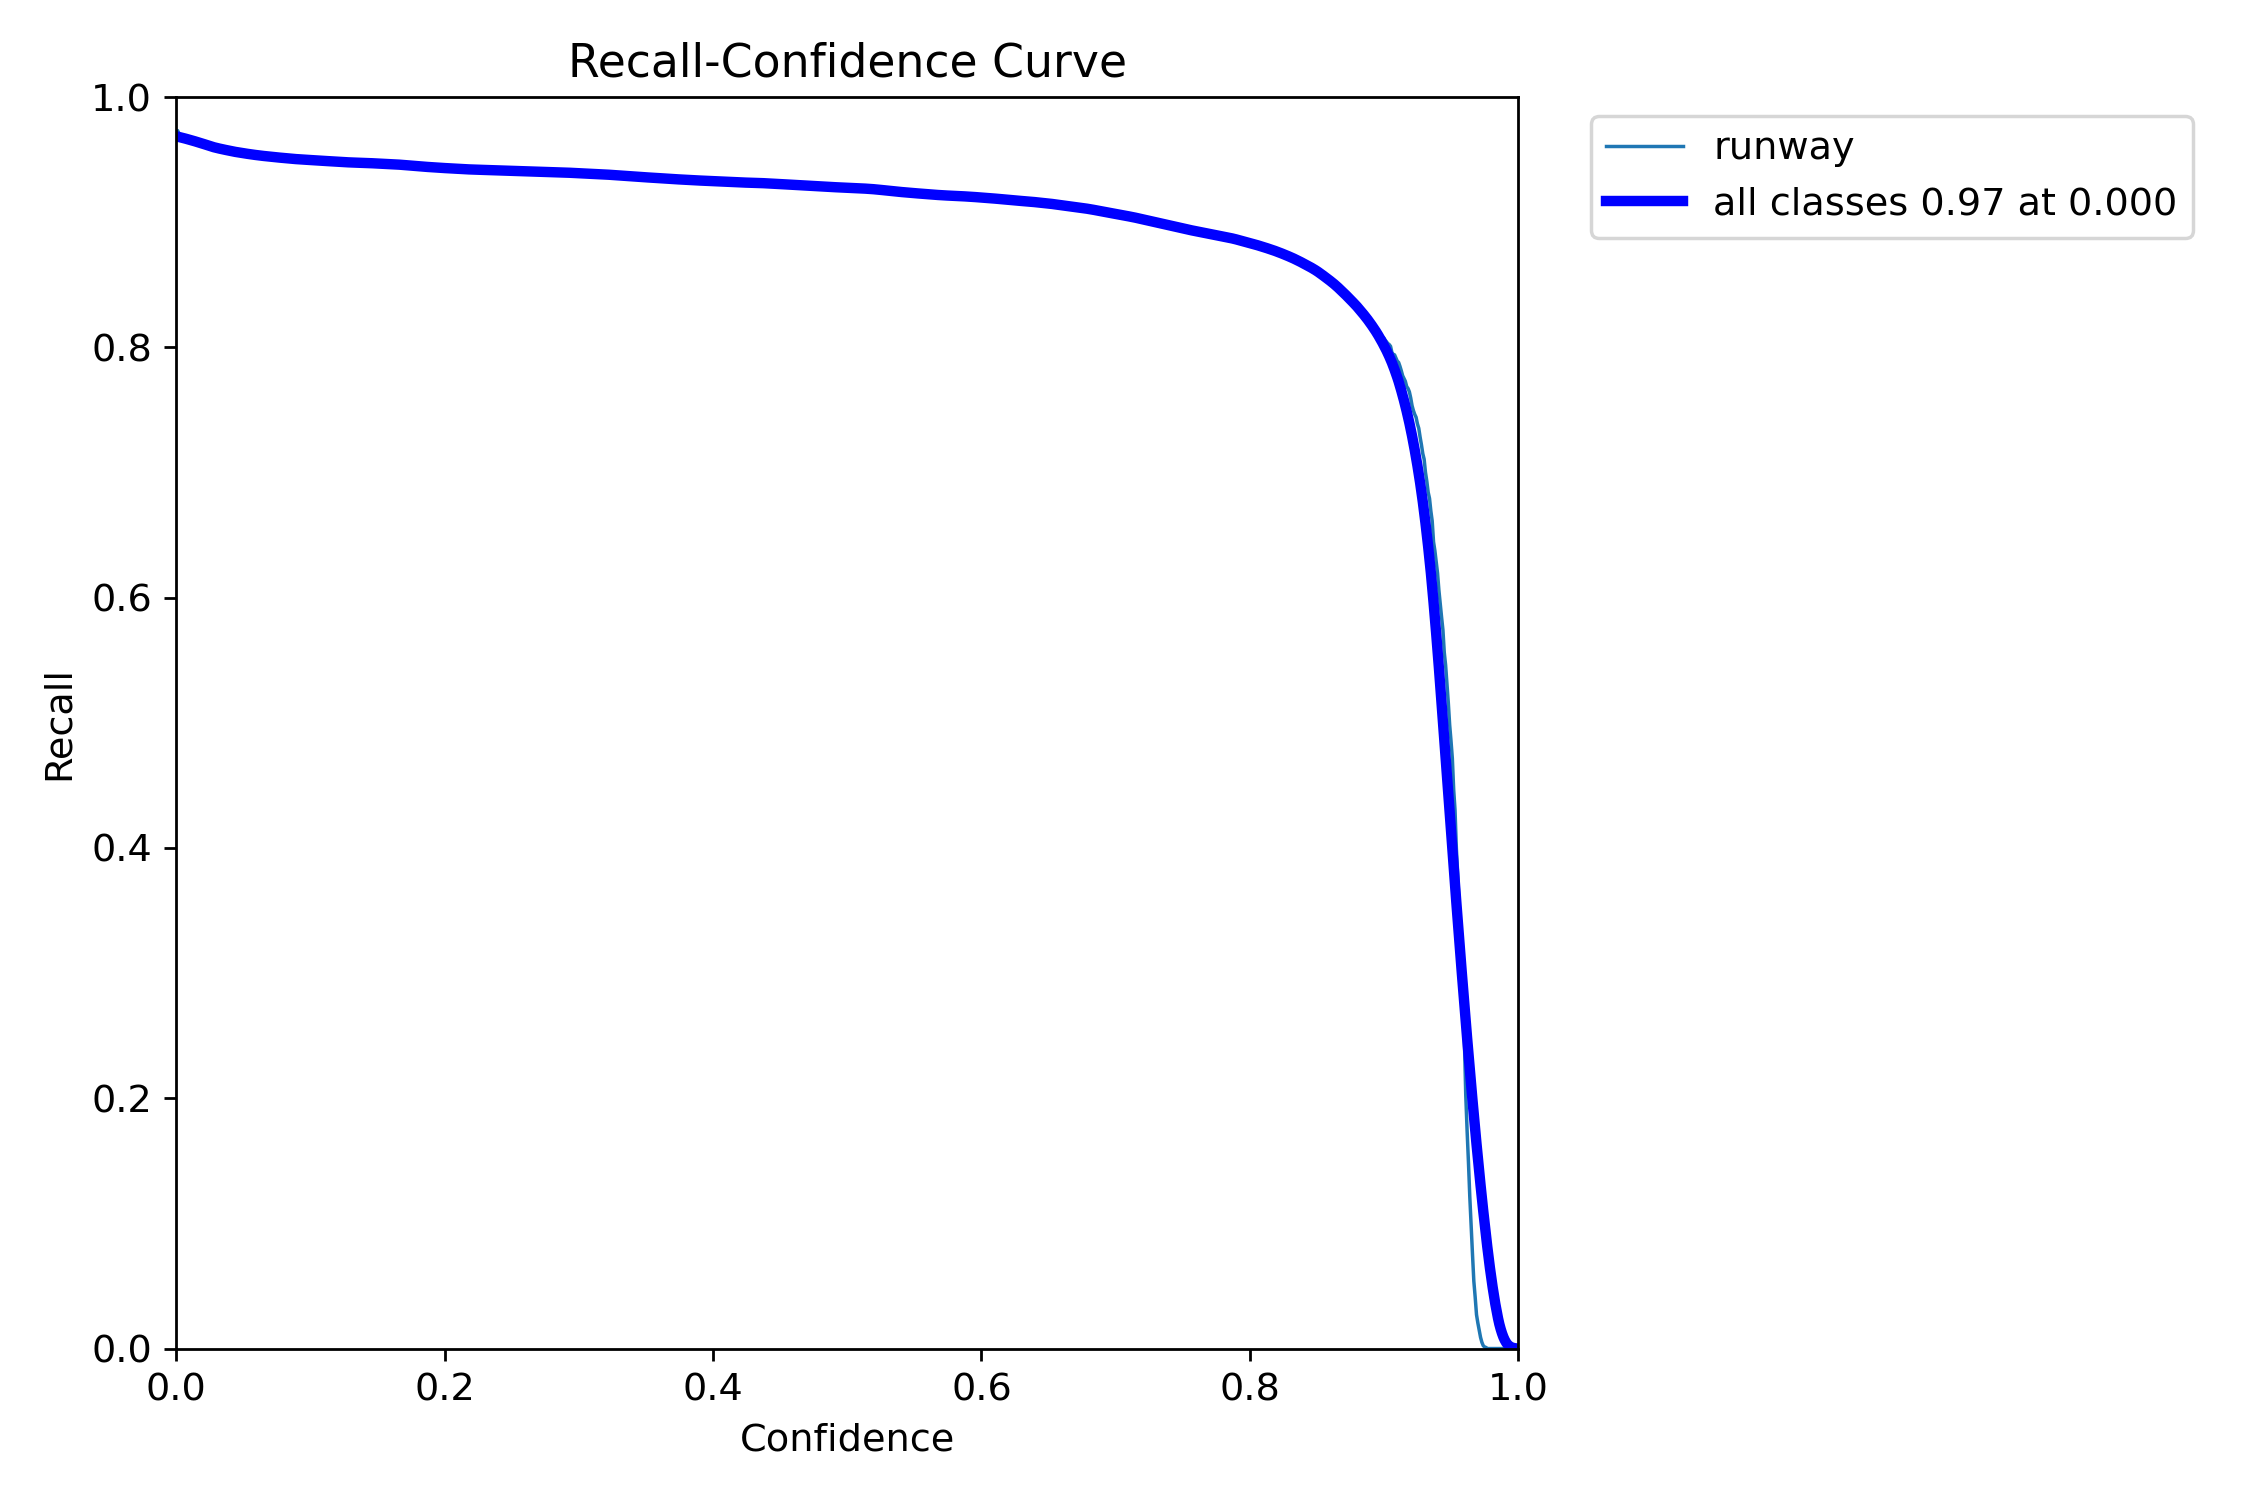 Recall-Confidence Curve
1.0
0.8
0.6
0.4
0.2
0.0
Recall
0.0 0.2 0.4 0.6 0.8 1.0
Confidence
runway
all classes 0.97 at 0.000